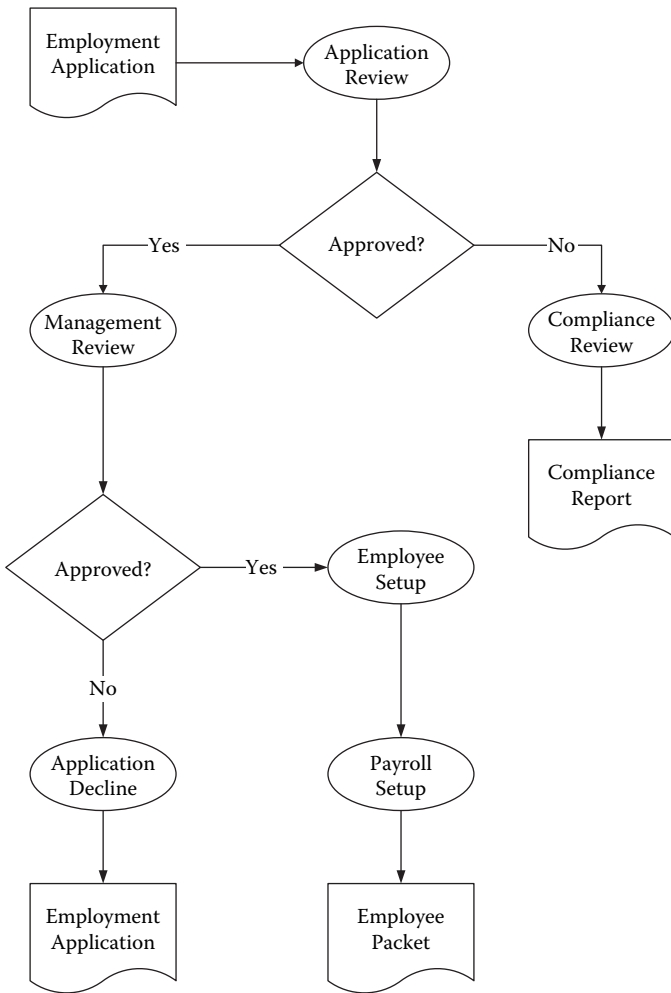 Employment
Application
Application
Review
Approved?
Yes
No
Management
Review
Compliance
Review
Compliance
Report
Approved?
Yes
Employee
Setup
No
Application
Decline
Payroll
Setup
Employment
Application
Employee
Packet